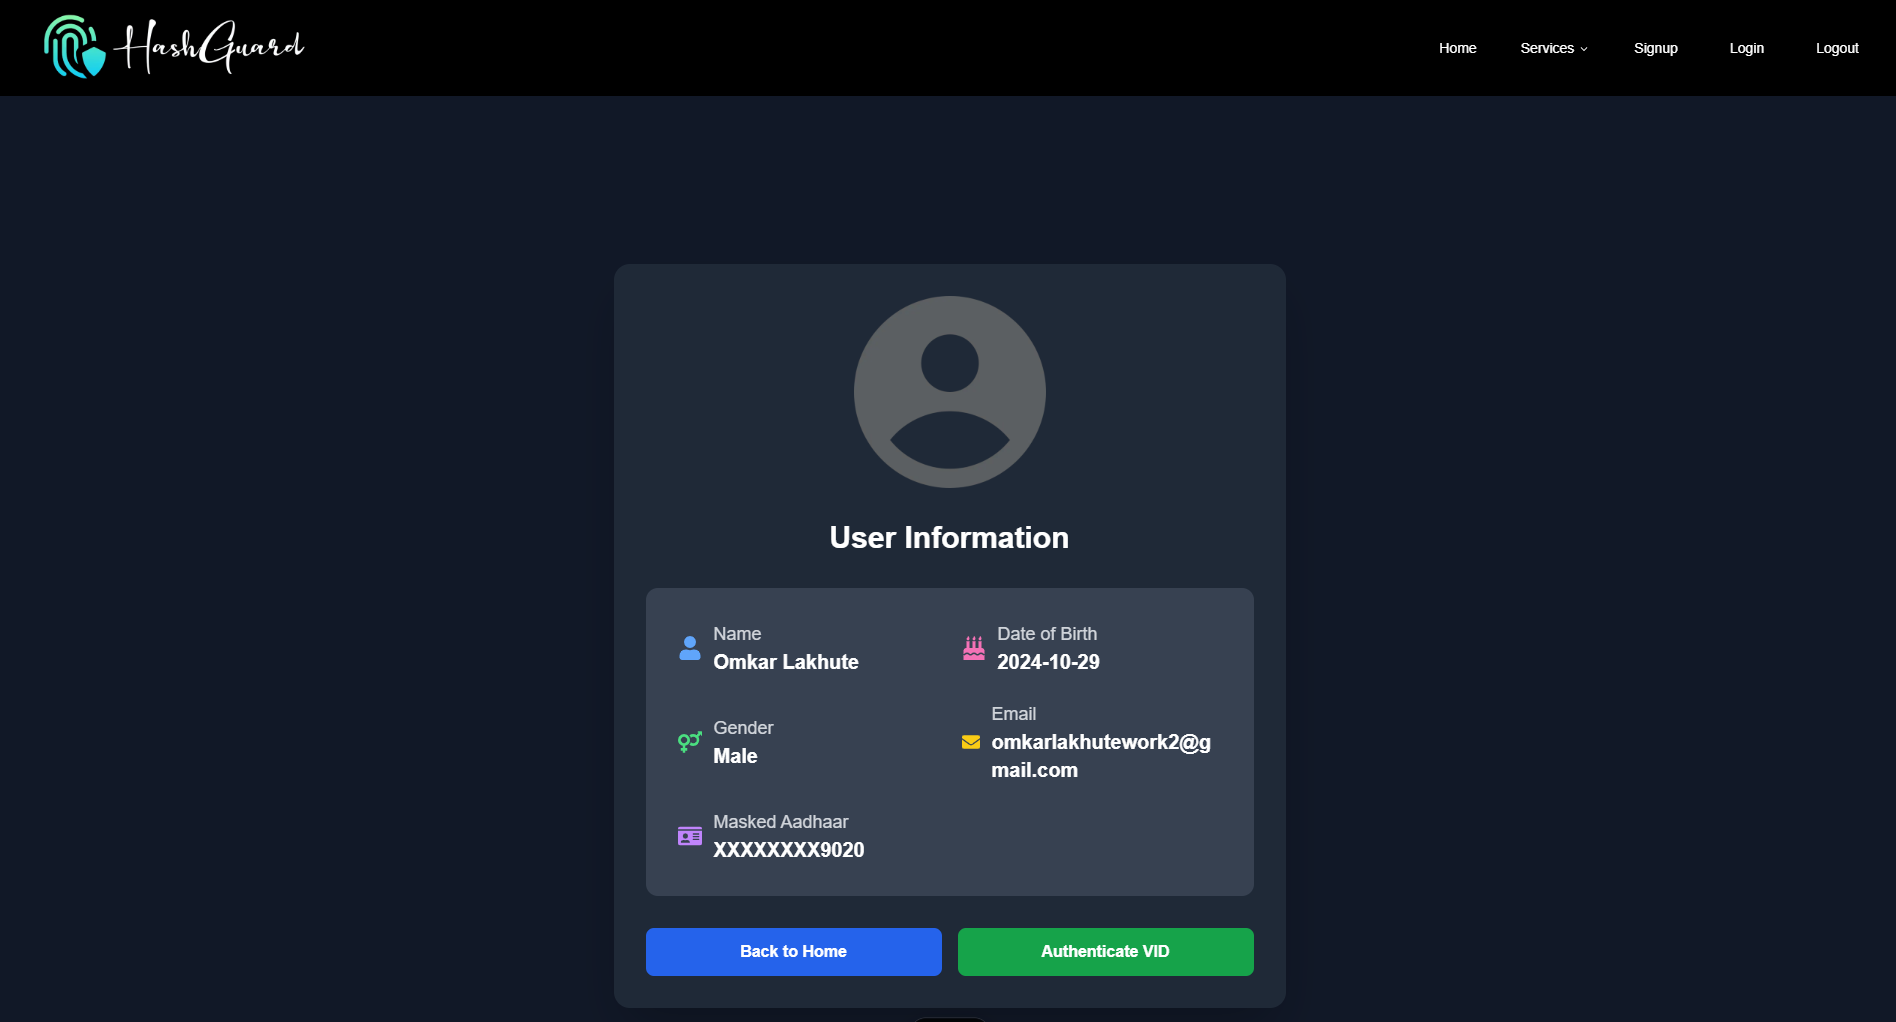 HashGuard
Home
Services
Signup
Login
Logout
User Information
Name
Omkar Lakhute
Date of Birth
2024-10-29
Gender
Male
Email
omkarlakhutework2@g
mail.com
Masked Aadhaar
XXXXXXXX9020
Back to Home
Authenticate VID